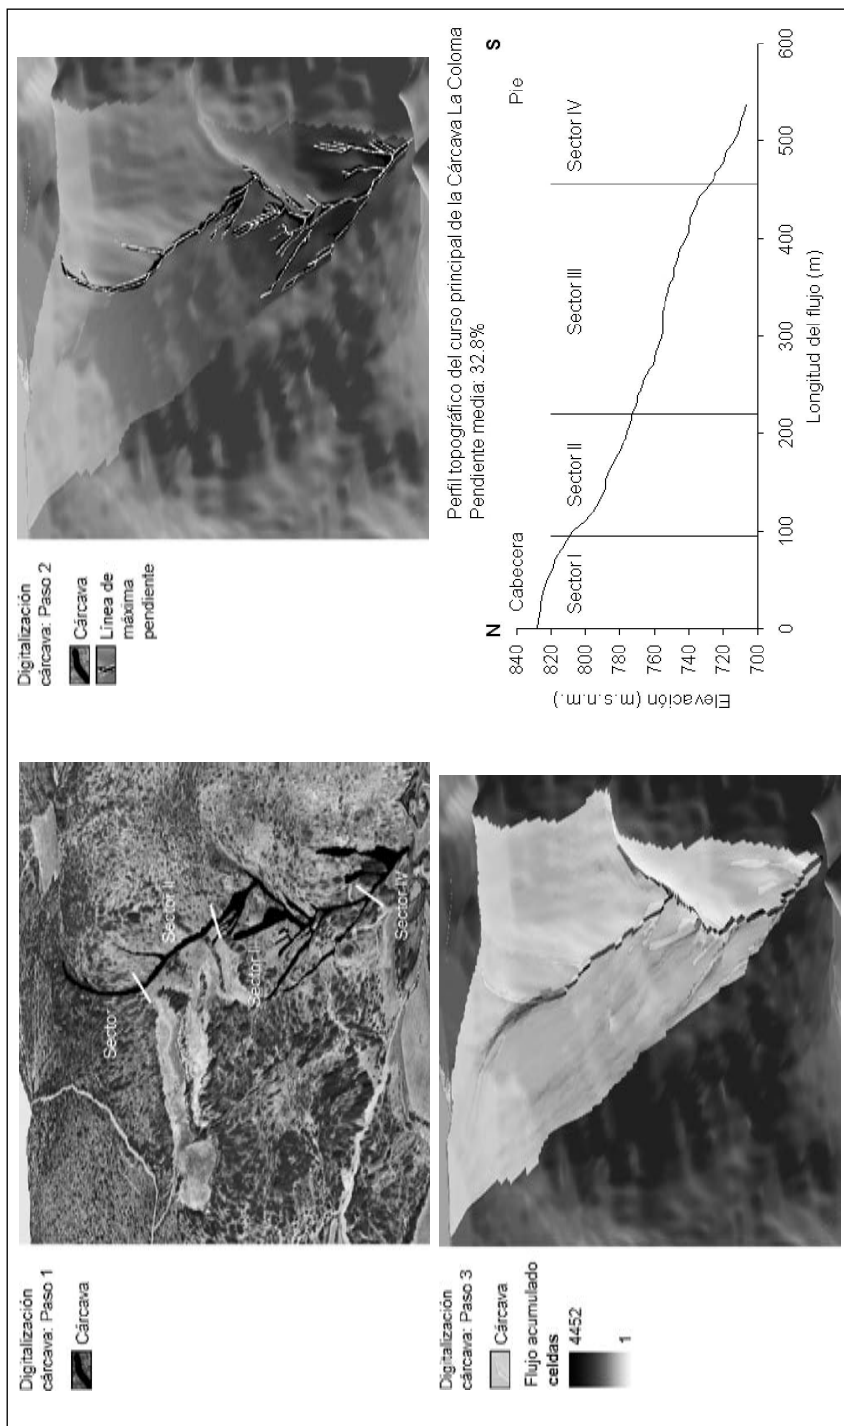 Digitalización
cárcava: Paso 1
Cárcava
Sector I
Sector II
Sector III
Sector IV
Digitalización
cárcava: Paso 2
Cárcava
Línea de
máxima
pendiente
Digitalización
cárcava: Paso 3
Cárcava
Flujo acumulado
celdas
4452
1
Perfil topográfico del curso principal de la Cárcava La Coloma
Pendiente media: 32.8%
N
S
Cabecera
Pie
Sector I
Sector II
Sector III
Sector IV
840
820
800
780
760
740
720
700
Elevación (m.s.n.m.)
0
100
200
300
400
500
600
Longitud del flujo (m)